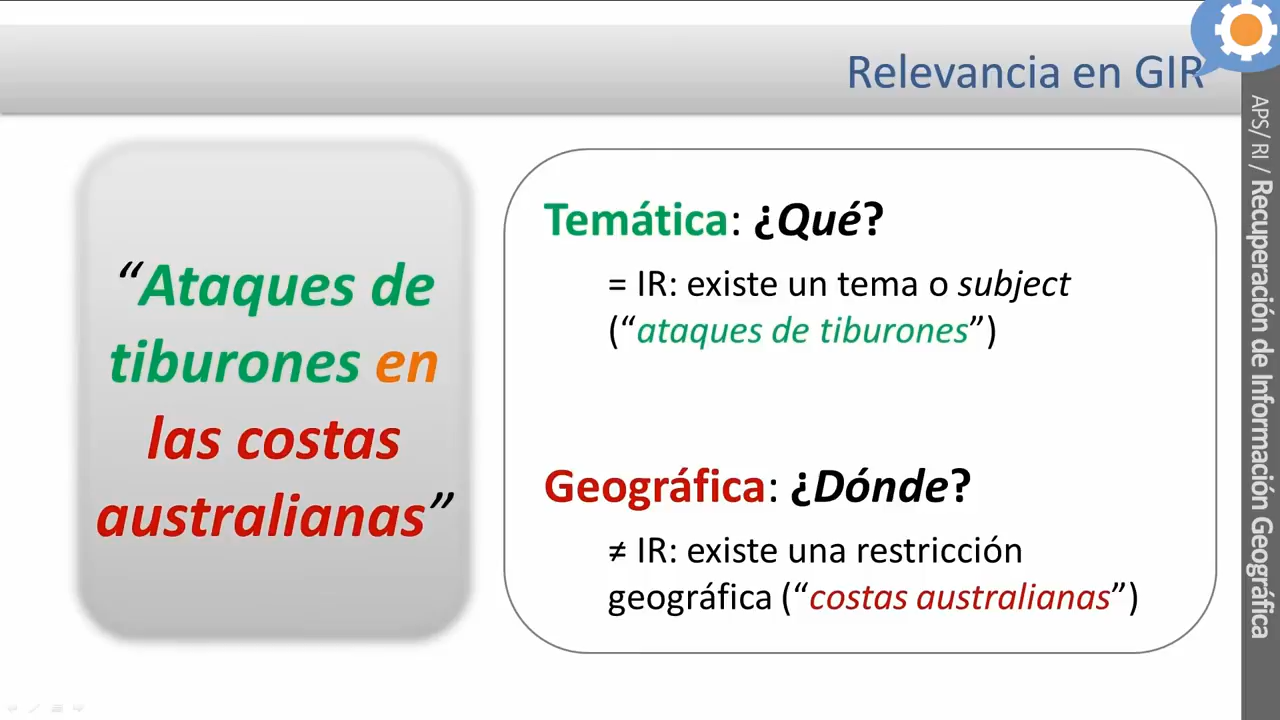 Relevancia en GIR
“Ataques de
tiburones en
las costas
australianas”
Temática: ¿Qué?
= IR: existe un tema o subject
(“ataques de tiburones”)
Geográfica: ¿Dónde?
≠ IR: existe una restricción
geográfica (“costas australianas”)
APS/ RI / Recuperación de Información Geográfica